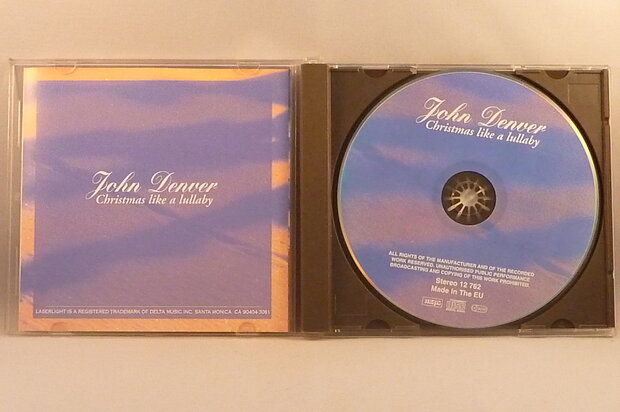 John Denver
Christmas like a lullaby
LASERLIGHT IS A REGISTERED TRADEMARK OF DELTA MUSIC INC. SANTA MONICA, CA 90404-3061
John Denver
Christmas like a lullaby
ALL RIGHTS OF THE MANUFACTURER AND OF THE RECORDED
WORK RESERVED. UNAUTHORISED PUBLIC PERFORMANCE
BROADCASTING AND COPYING OF THIS WORK PROHIBITED.
Stereo 12 762
Made in The EU